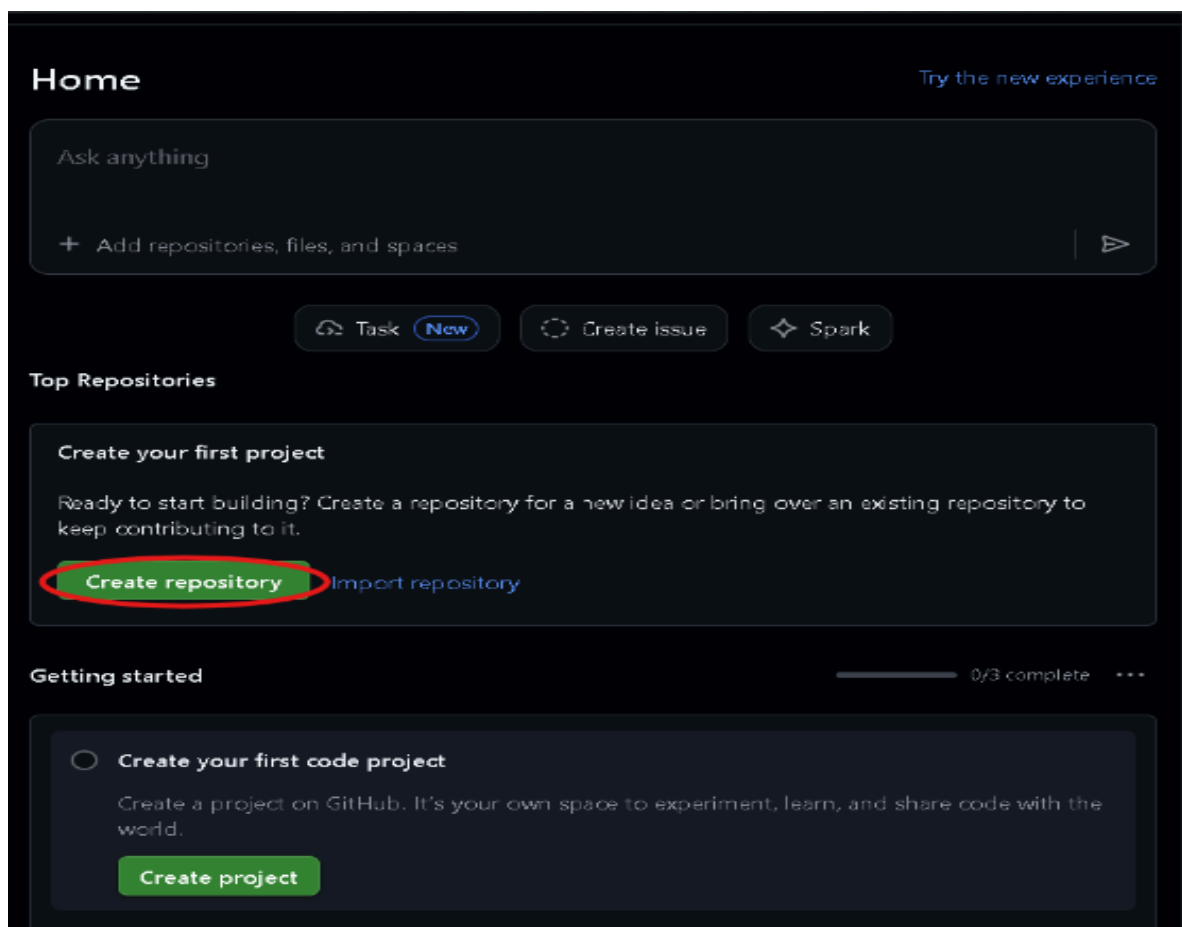 Home
Try the new experience
Ask anything
Add repositories, files, and spaces
Task New
Create issue
Spark
Top Repositories
Create your first project
Ready to start building? Create a repository for a new idea or bring over an existing repository to
keep contributing to it.
Create repository
Import repository
Getting started
0/3 complete
Create your first code project
Create a project on GitHub. It's your own space to experiment, learn, and share code with the
world.
Create project